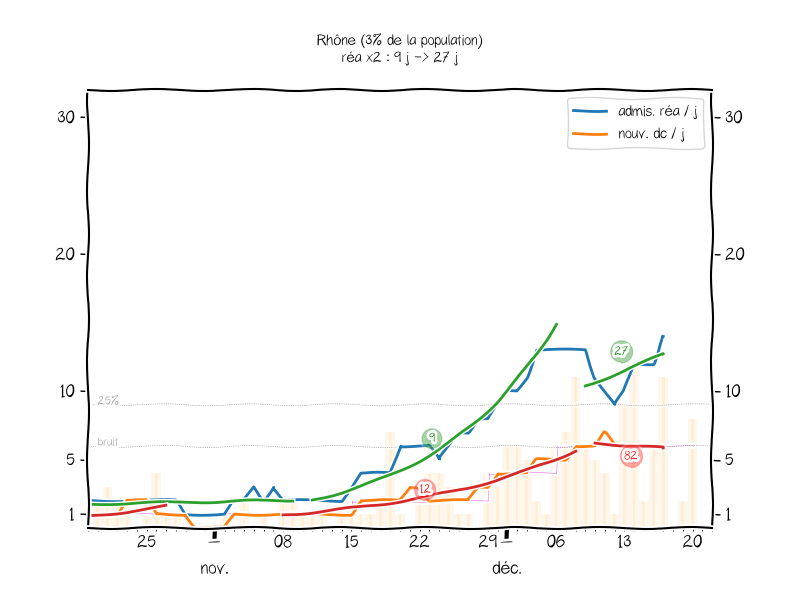 Rhône (3% de la population)
réa x2 : 9 j -> 27 j
admis. réa / j
nouv. dc / j
30 30
20 20
10 10
25%
bruit
5 5
1 1
27
9
82
12
25 08 15 22 29 06 13 20
nov. déc.